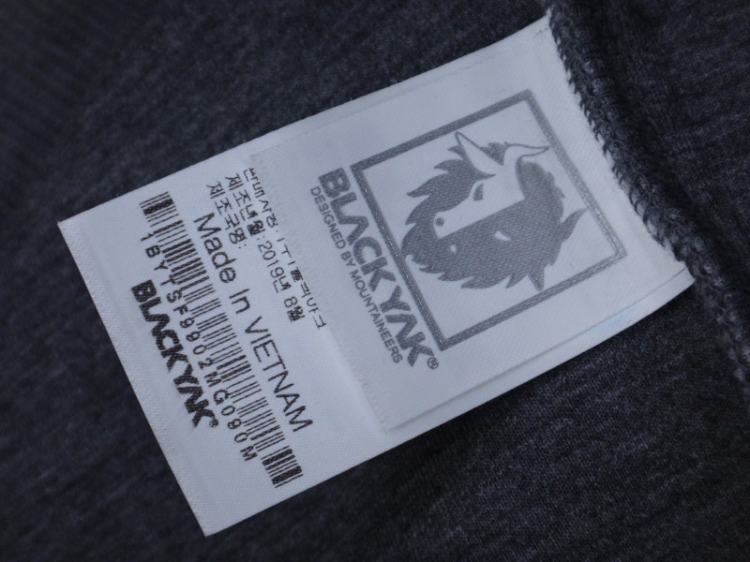 BLACKYAK®
DESIGNED BY MOUNTAINEERS
제조년월: 2019년 8월
제조국명:
Made In VIETNAM
1BYTSF9902MG090M
BLACKYAK®